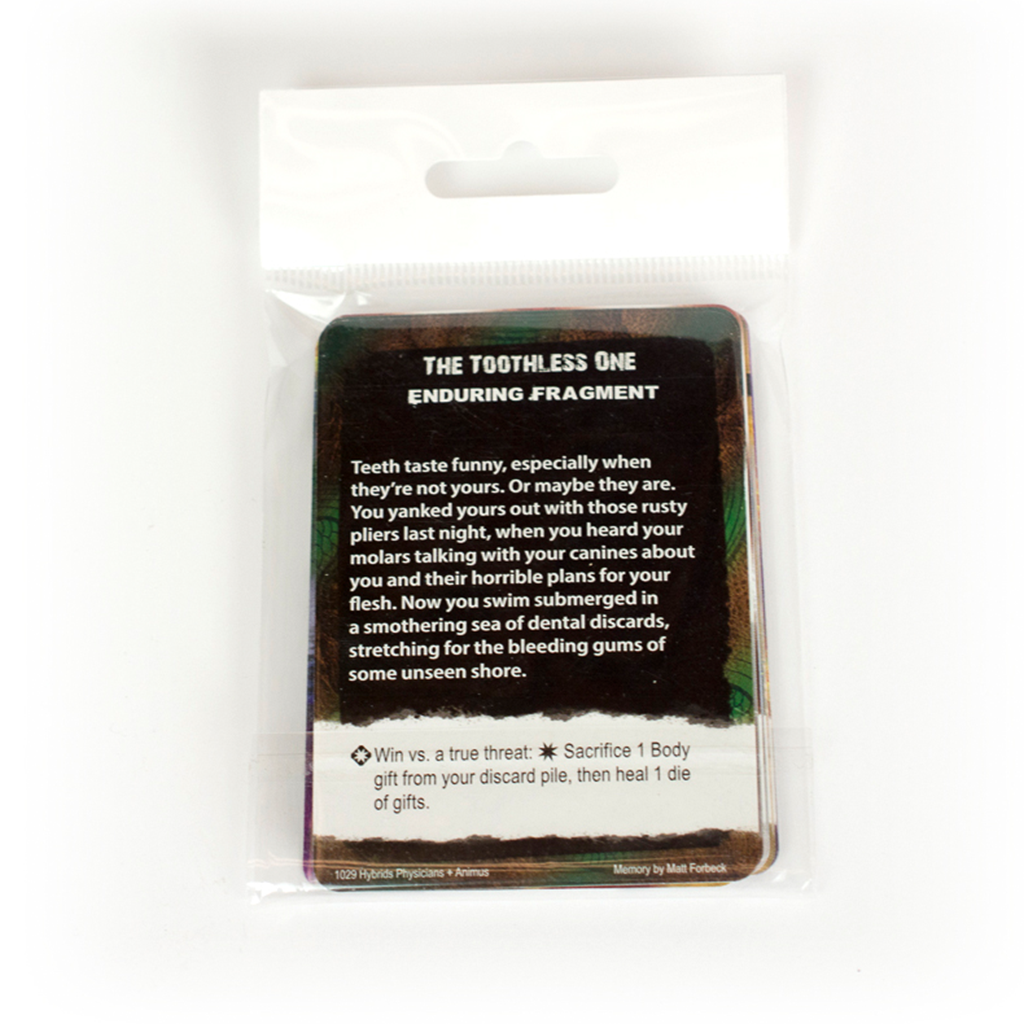 THE TOOTHLESS ONE
ENDURING FRAGMENT
Teeth taste funny, especially when
they're not yours. Or maybe they are.
You yanked yours out with those rusty
pliers last night, when you heard your
molars talking with your canines about
you and their horrible plans for your
flesh. Now you swim submerged in
a smothering sea of dental discards,
stretching for the bleeding gums of
some unseen shore.
Win vs. a true threat: Sacrifice 1 Body
gift from your discard pile, then heal 1 die
of gifts.
1029 Hybrids Physicians + Animus
Memory by Matt Forbeck